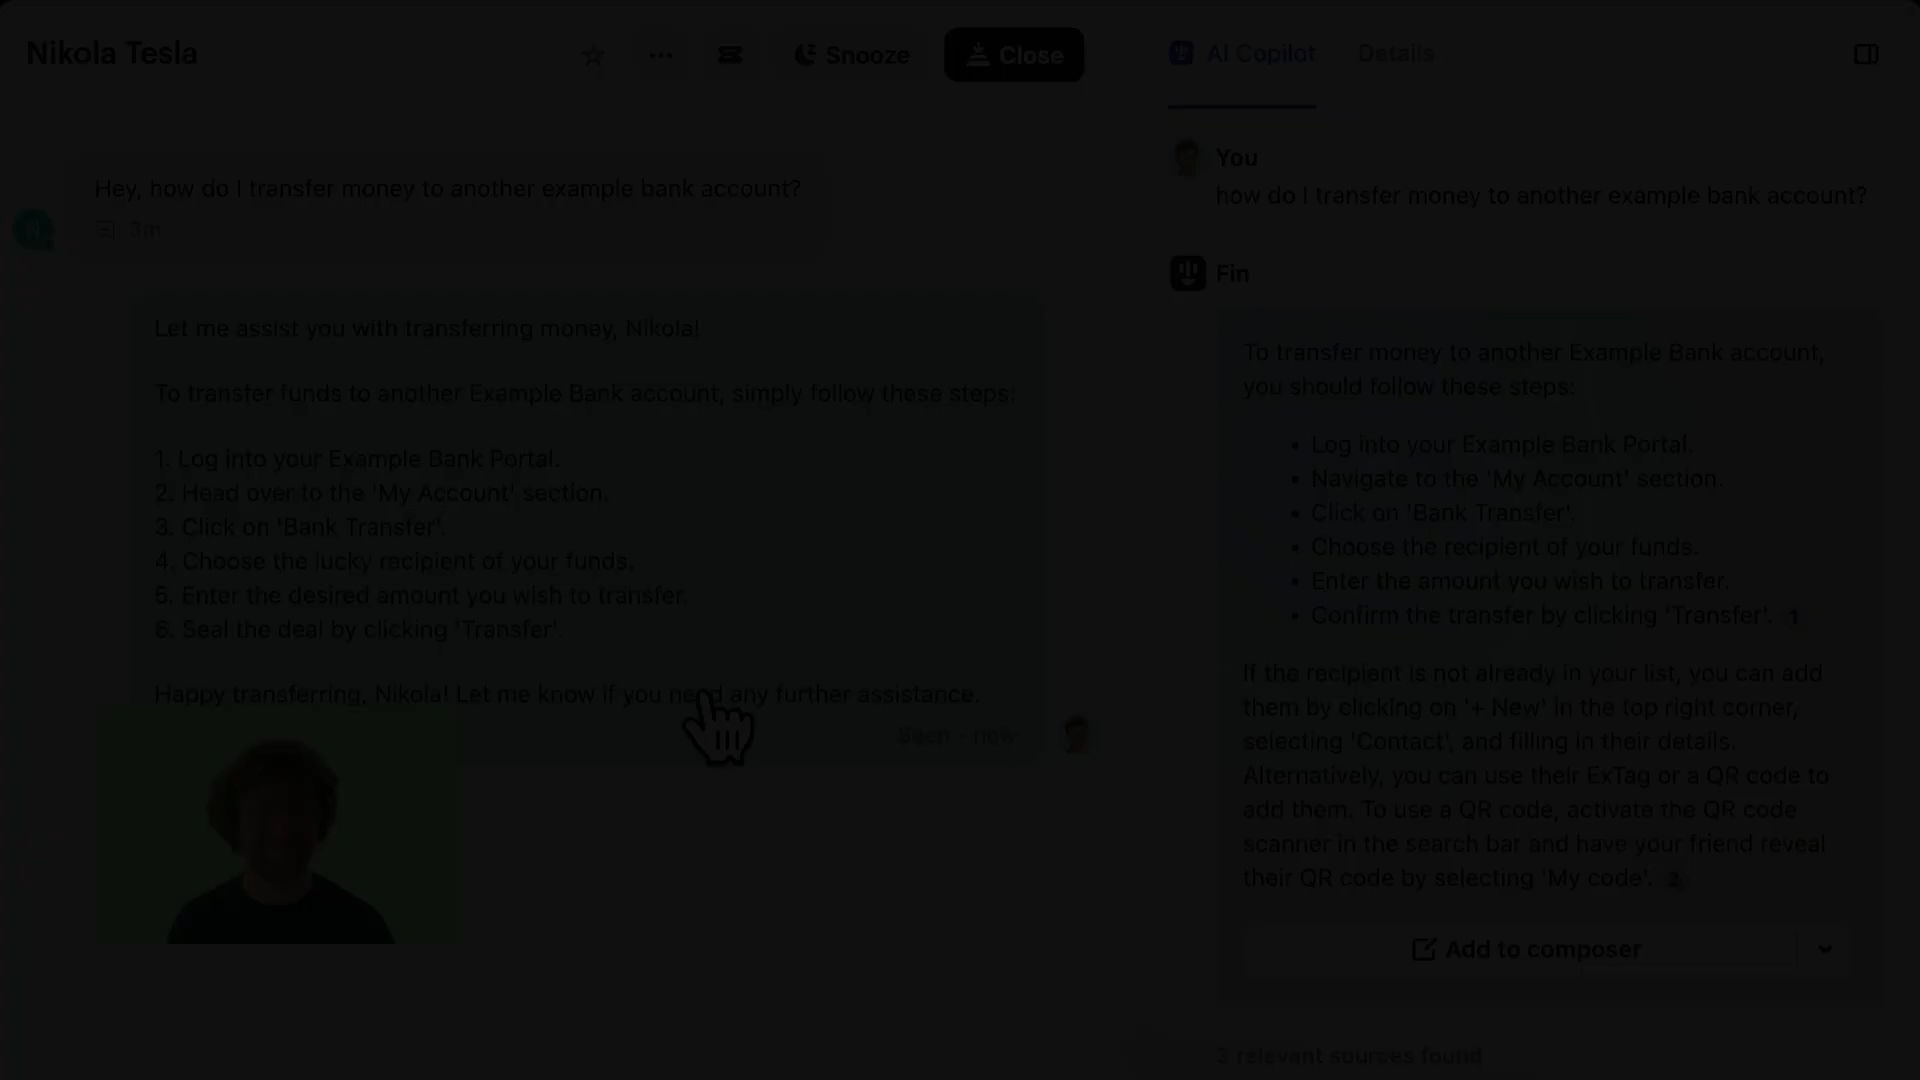 Nikola Tesla
Snooze
Close
Hey, how do I transfer money to another example bank account?
3m
N
Let me assist you with transferring money, Nikola!
To transfer funds to another Example Bank account, simply follow these steps:
1. Log into your Example Bank Portal.
2. Head over to the 'My Account' section.
3. Click on 'Bank Transfer'.
4. Choose the lucky recipient of your funds.
5. Enter the desired amount you wish to transfer.
6. Seal the deal by clicking 'Transfer'.
Happy transferring, Nikola! Let me know if you need any further assistance.
Seen · now
AI Copilot
Details
You
how do I transfer money to another example bank account?
Fin
To transfer money to another Example Bank account,
you should follow these steps:
• Log into your Example Bank Portal.
• Navigate to the 'My Account' section.
• Click on 'Bank Transfer'.
• Choose the recipient of your funds.
• Enter the amount you wish to transfer.
• Confirm the transfer by clicking 'Transfer'. 1
If the recipient is not already in your list, you can add
them by clicking on '+ New' in the top right corner,
selecting 'Contact', and filling in their details.
Alternatively, you can use their ExTag or a QR code to
add them. To use a QR code, activate the QR code
scanner in the search bar and have your friend reveal
their QR code by selecting 'My code'. 2
Add to composer
3 relevant sources found